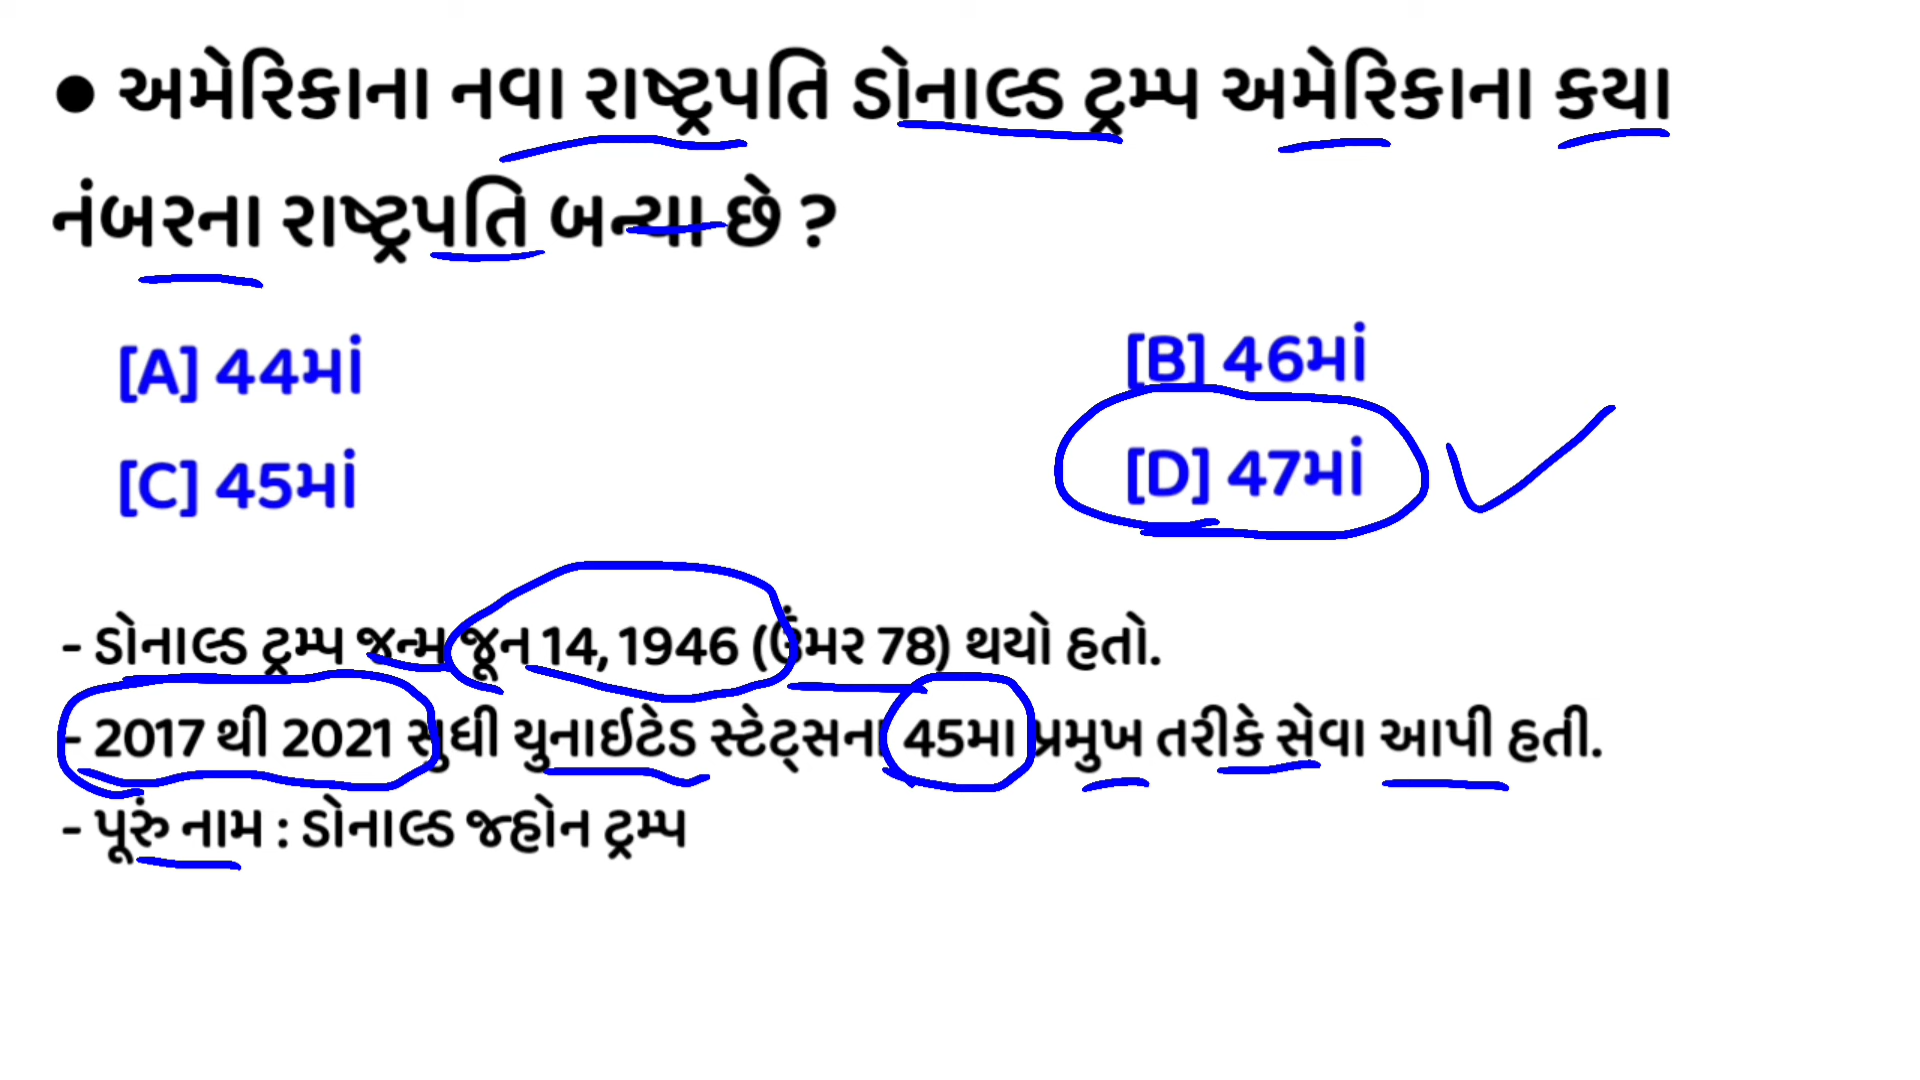 ● અમેરિકાના નવા રાષ્ટ્રપતિ ડોનાલ્ડ ટ્રમ્પ અમેરિકાના કયા
નંબરના રાષ્ટ્રપતિ બન્યા છે ?
[A] 44માં [B] 46માં
[C] 45માં [D] 47માં
- ડોનાલ્ડ ટ્રમ્પ જન્મ જૂન 14, 1946 (ઉંમર 78) થયો હતો.
- 2017 થી 2021 સુધી યુનાઈટેડ સ્ટેટ્સના 45મા પ્રમુખ તરીકે સેવા આપી હતી.
- પૂરું નામ : ડોનાલ્ડ જ્હોન ટ્રમ્પ